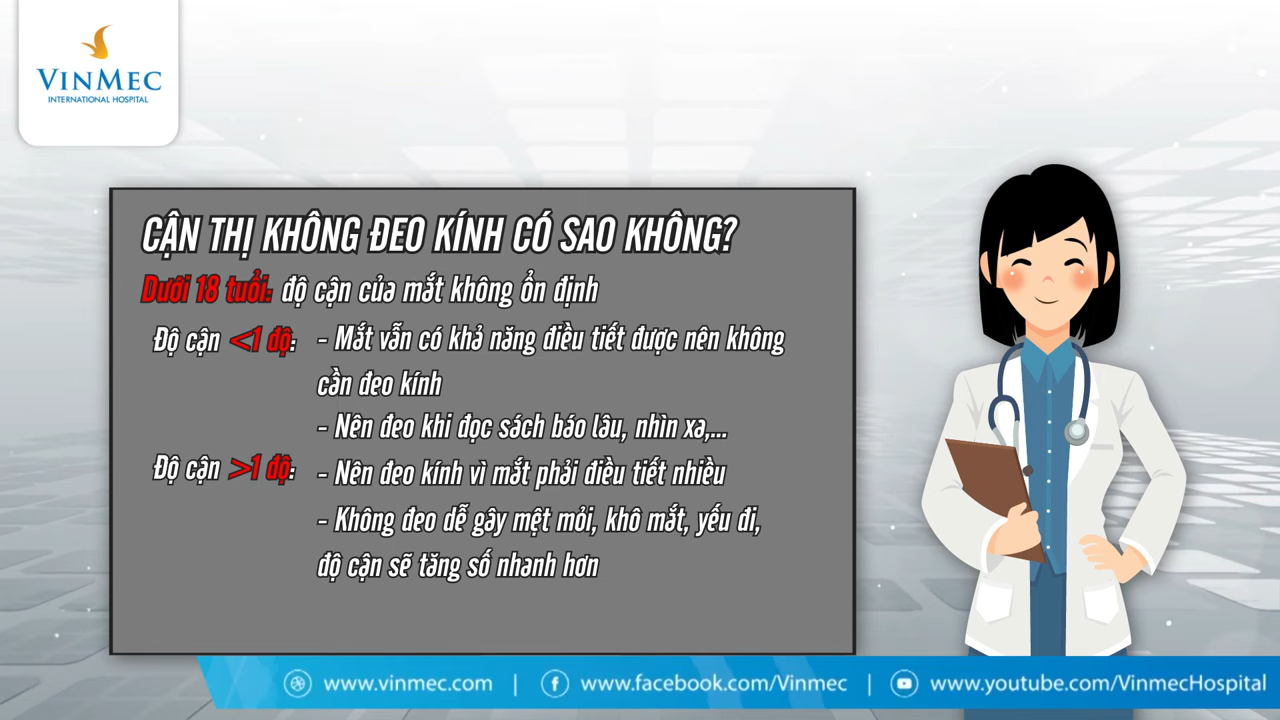 VINMEC
INTERNATIONAL HOSPITAL
CẬN THỊ KHÔNG ĐEO KÍNH CÓ SAO KHÔNG?
Dưới 18 tuổi: độ cận của mắt không ổn định
Độ cận <1 độ: - Mắt vẫn có khả năng điều tiết được nên không
cần đeo kính
- Nên đeo khi đọc sách báo lâu, nhìn xa,...
Độ cận >1 độ: - Nên đeo kính vì mắt phải điều tiết nhiều
- Không đeo dễ gây mệt mỏi, khô mắt, yếu đi,
độ cận sẽ tăng số nhanh hơn
www.vinmec.com | www.facebook.com/Vinmec | www.youtube.com/VinmecHospital